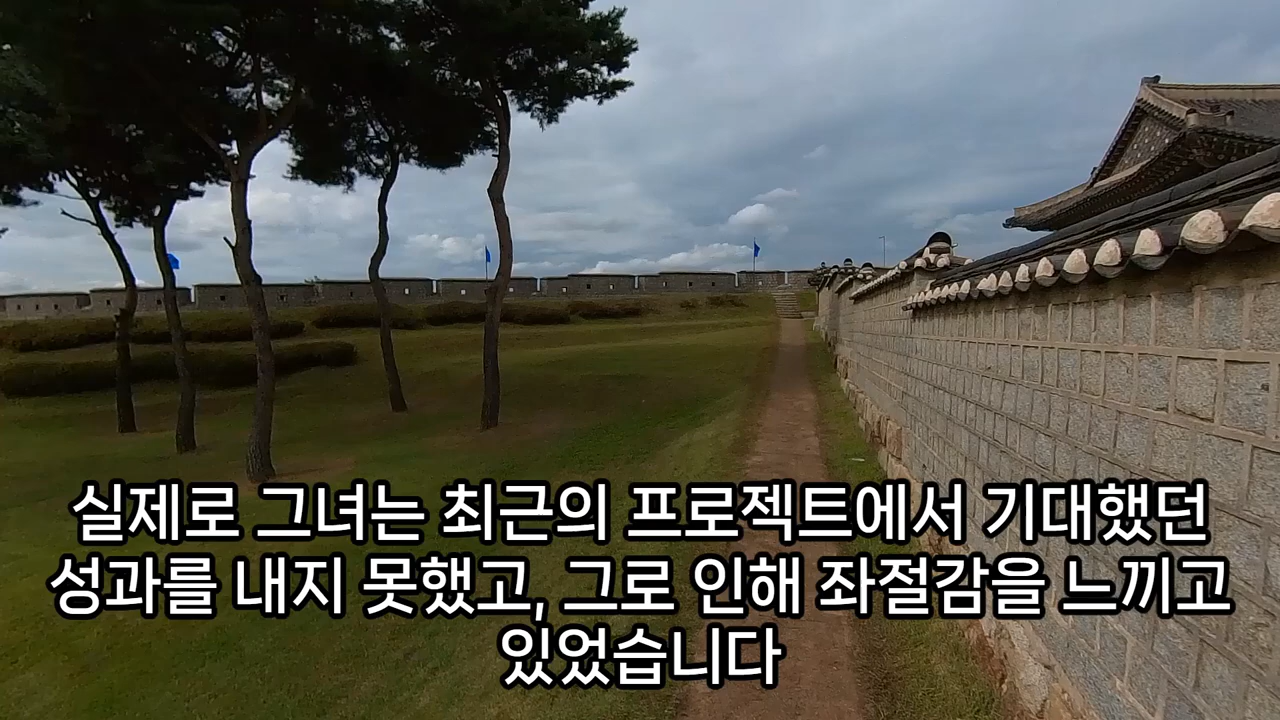 실제로 그녀는 최근의 프로젝트에서 기대했던
성과를 내지 못했고, 그로 인해 좌절감을 느끼고
있었습니다